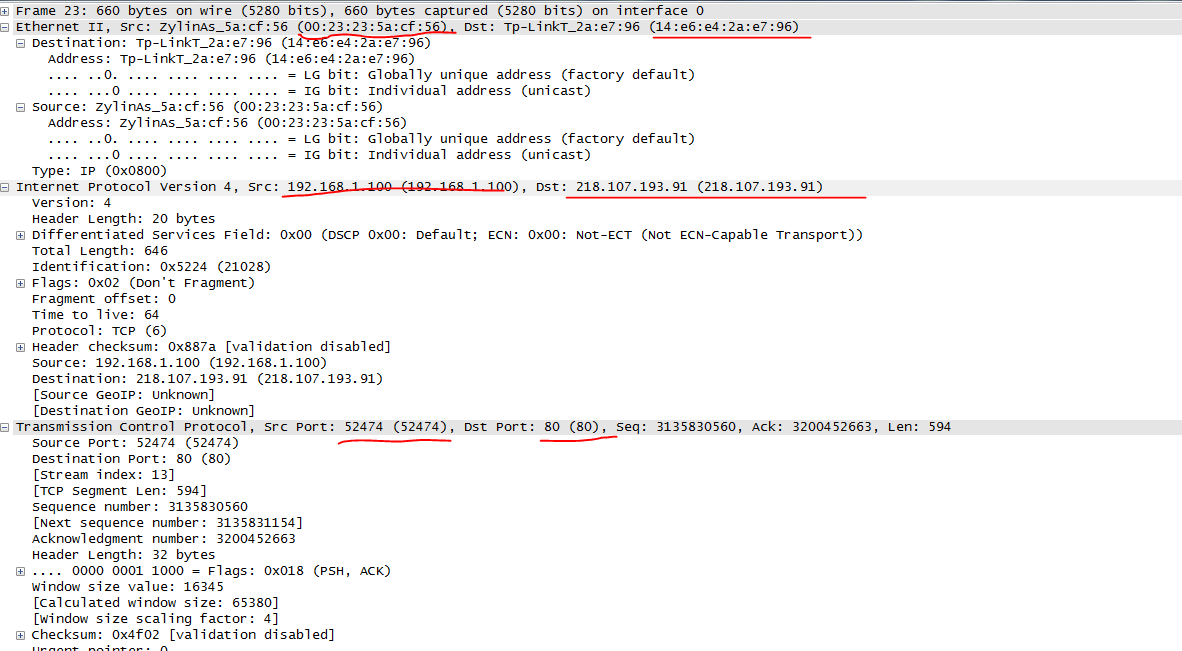 Frame 23: 660 bytes on wire (5280 bits), 660 bytes captured (5280 bits) on interface 0
Ethernet II, Src: ZylinAs_5a:cf:56 (00:23:23:5a:cf:56), Dst: Tp-LinkT_2a:e7:96 (14:e6:e4:2a:e7:96)
Destination: Tp-LinkT_2a:e7:96 (14:e6:e4:2a:e7:96)
Address: Tp-LinkT_2a:e7:96 (14:e6:e4:2a:e7:96)
.... ..0. .... .... .... .... = LG bit: Globally unique address (factory default)
.... ...0 .... .... .... .... = IG bit: Individual address (unicast)
Source: ZylinAs_5a:cf:56 (00:23:23:5a:cf:56)
Address: ZylinAs_5a:cf:56 (00:23:23:5a:cf:56)
.... ..0. .... .... .... .... = LG bit: Globally unique address (factory default)
.... ...0 .... .... .... .... = IG bit: Individual address (unicast)
Type: IP (0x0800)
Internet Protocol Version 4, Src: 192.168.1.100 (192.168.1.100), Dst: 218.107.193.91 (218.107.193.91)
Version: 4
Header Length: 20 bytes
Differentiated Services Field: 0x00 (DSCP 0x00: Default; ECN: 0x00: Not-ECT (Not ECN-Capable Transport))
Total Length: 646
Identification: 0x5224 (21028)
Flags: 0x02 (Don't Fragment)
Fragment offset: 0
Time to live: 64
Protocol: TCP (6)
Header checksum: 0x887a [validation disabled]
Source: 192.168.1.100 (192.168.1.100)
Destination: 218.107.193.91 (218.107.193.91)
[Source GeoIP: Unknown]
[Destination GeoIP: Unknown]
Transmission Control Protocol, Src Port: 52474 (52474), Dst Port: 80 (80), Seq: 3135830560, Ack: 3200452663, Len: 594
Source Port: 52474 (52474)
Destination Port: 80 (80)
[Stream index: 13]
[TCP Segment Len: 594]
Sequence number: 3135830560
[Next sequence number: 3135831154]
Acknowledgment number: 3200452663
Header Length: 32 bytes
.... 0000 0001 1000 = Flags: 0x018 (PSH, ACK)
Window size value: 16345
[Calculated window size: 65380]
[Window size scaling factor: 4]
Checksum: 0x4f02 [validation disabled]
Urgent pointer: 0